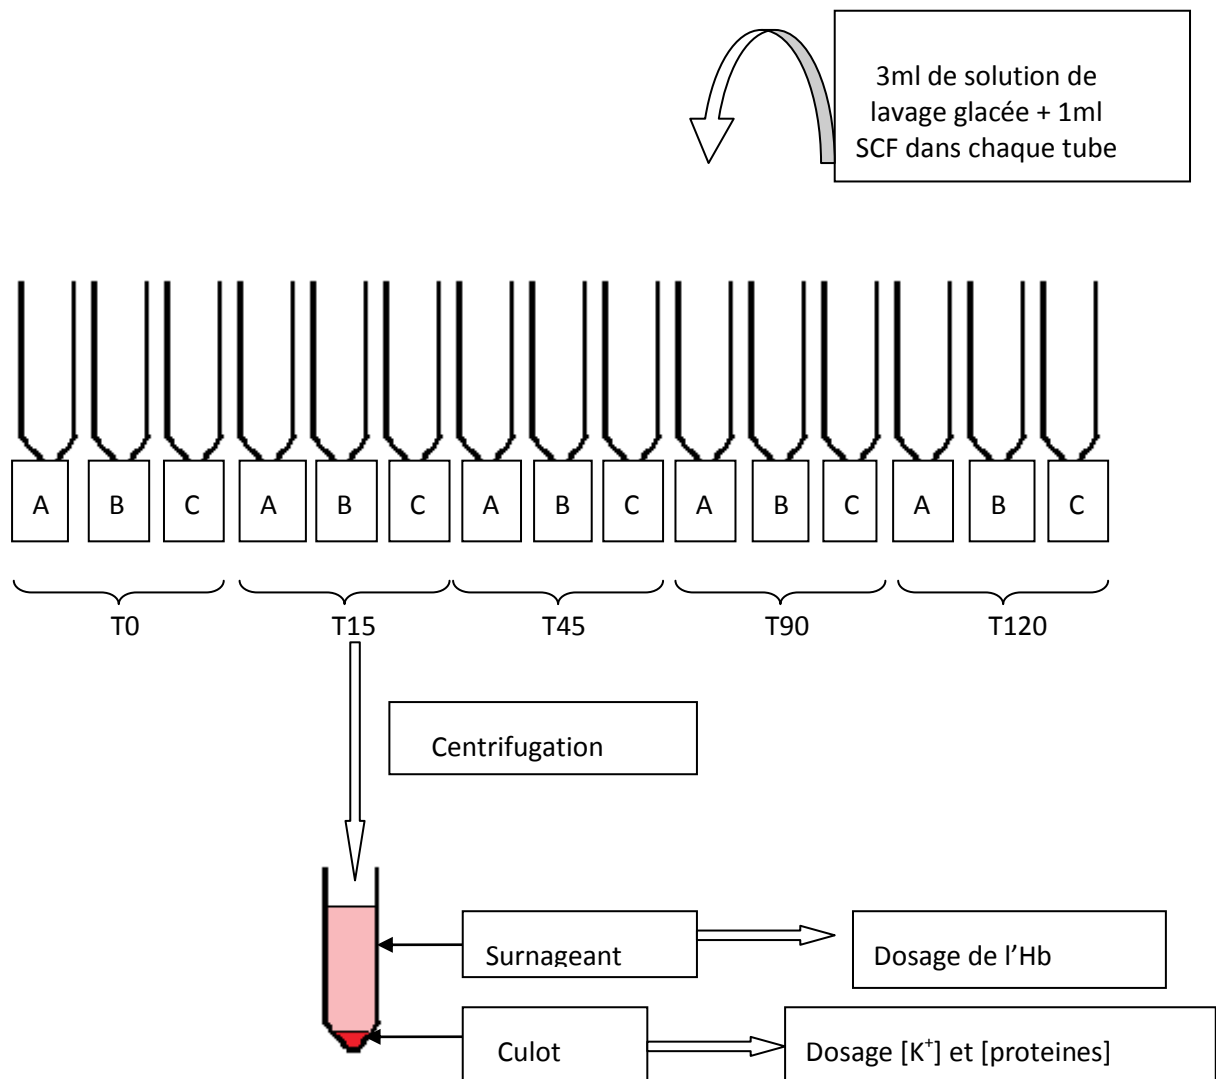 3ml de solution de
lavage glacée + 1ml
SCF dans chaque tube
A B C A B C A B C A B C A B C
T0 T15 T45 T90 T120
Centrifugation
Surnageant
Dosage de l’Hb
Culot
Dosage [K⁺] et [proteines]